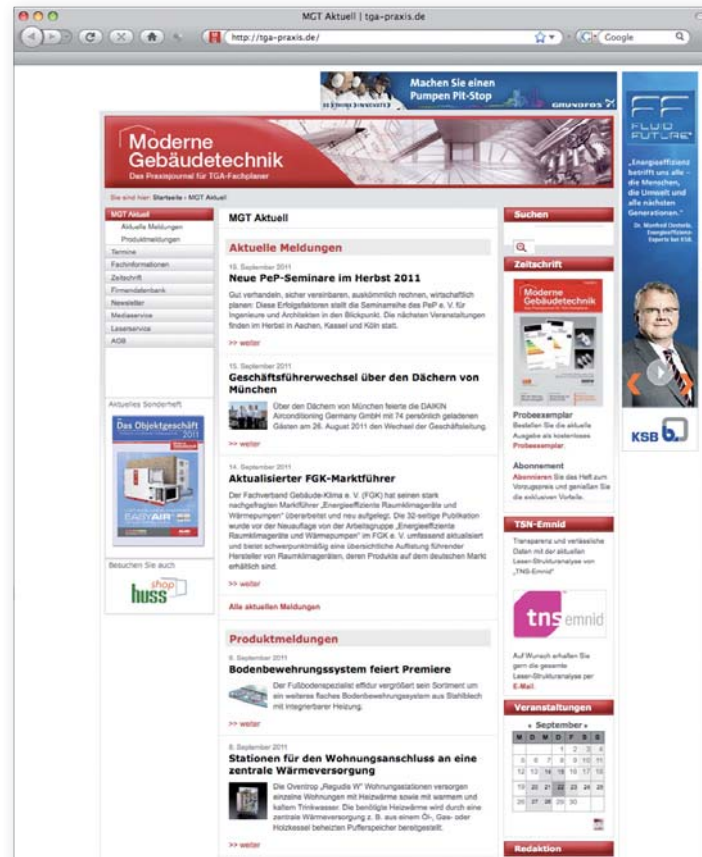 MGT Aktuell | tga-praxis.de
http://tga-praxis.de/
Google
Machen Sie einen
Pumpen Pit-Stop
GRUNDFOS
Moderne
Gebäudetechnik
Das Praxisjournal für TGA-Fachplaner
FF
FLUID
FUTURE
„Energieeffizienz
betrifft uns alle –
die Menschen,
die Umwelt und
alle nächsten
Generationen.“
Dr. Manfred
Energieeffizienz-
Experte bei KSB.
KSB
Sie sind hier: Startseite › MGT Aktuell
MGT Aktuell
Aktuelle Meldungen
Produktmeldungen
Termine
Fachinformationen
Zeitschrift
Firmendatenbank
Newsletter
Mediaservice
Leserservice
AGB
Aktuelles Sonderheft
Das Objektgeschäft
2011
EASYAIR
Besuchen Sie auch
huss shop
MGT Aktuell
Aktuelle Meldungen
15. September 2011
Neue PeP-Seminare im Herbst 2011
Gut verhandeln, sicher vereinbaren, auskömmlich rechnen, wirtschaftlich
planen: Diese Erfolgsfaktoren stellt die Seminarreihe des PeP e. V. für
Ingenieure und Architekten in den Blickpunkt. Die nächsten Veranstaltungen
finden im Herbst in Aachen, Kassel und Köln statt.
>> weiter
15. September 2011
Geschäftsführerwechsel über den Dächern von
München
Über den Dächern von München feierte die DAIKIN
Airconditioning Germany GmbH mit 74 persönlich geladenen
Gästen am 26. August 2011 den Wechsel der Geschäftsleitung.
>> weiter
14. September 2011
Aktualisierter FGK-Marktführer
Der Fachverband Gebäude-Klima e. V. (FGK) hat seinen stark
nachgefragten Marktführer „Energieeffiziente Raumklimageräte und
Wärmepumpen“ überarbeitet und neu aufgelegt. Die 32-seitige Publikation
wurde vor der Neuauflage von der Arbeitsgruppe „Energieeffiziente
Raumklimageräte und Wärmepumpen“ im FGK e. V. umfassend aktualisiert
und bietet schwerpunktmäßig eine übersichtliche Auflistung führender
Hersteller von Raumklimageräten, deren Produkte auf dem deutschen Markt
erhältlich sind.
>> weiter
Alle aktuellen Meldungen
Produktmeldungen
9. September 2011
Bodenbewehrungssystem feiert Premiere
Der Fußbodenspezialist effidur vergrößert sein Sortiment um
ein weiteres flaches Bodenbewehrungssystem aus Stahlblech
mit integrierbarer Heizung.
>> weiter
8. September 2011
Stationen für den Wohnungsanschluss an eine
zentrale Wärmeversorgung
Die Oventrop „Regudis W“ Wohnungsstationen versorgen
einzelne Wohnungen mit Heizwärme sowie mit warmem und
kaltem Trinkwasser. Die benötigte Heizwärme wird durch eine
zentrale Wärmeversorgung z. B. aus einem Öl-, Gas- oder
Holzkessel beheizten Pufferspeicher bereitgestellt.
>> weiter
Suchen
Zeitschrift
Moderne
Gebäudetechnik
Probeexemplar
Bestellen Sie die aktuelle
Ausgabe als kostenloses
Probeexemplar.
Abonnement
Abonnieren Sie das Heft zum
Vorzugspreis und genießen Sie
die exklusiven Vorteile.
TSN-Emnid
Transparenz und verlässliche
Daten mit der aktuellen
Leser-Strukturanalyse von
„TNS-Emnid“
tns emnid
Auf Wunsch erhalten Sie
gern die gesamte
Leser-Strukturanalyse per
E-Mail.
Veranstaltungen
« September »
M D M D F S S
1 2 3 4
5 6 7 8 9 10 11
12 13 14 15 16 17 18
19 20 21 22 23 24 25
26 27 28 29 30
Redaktion